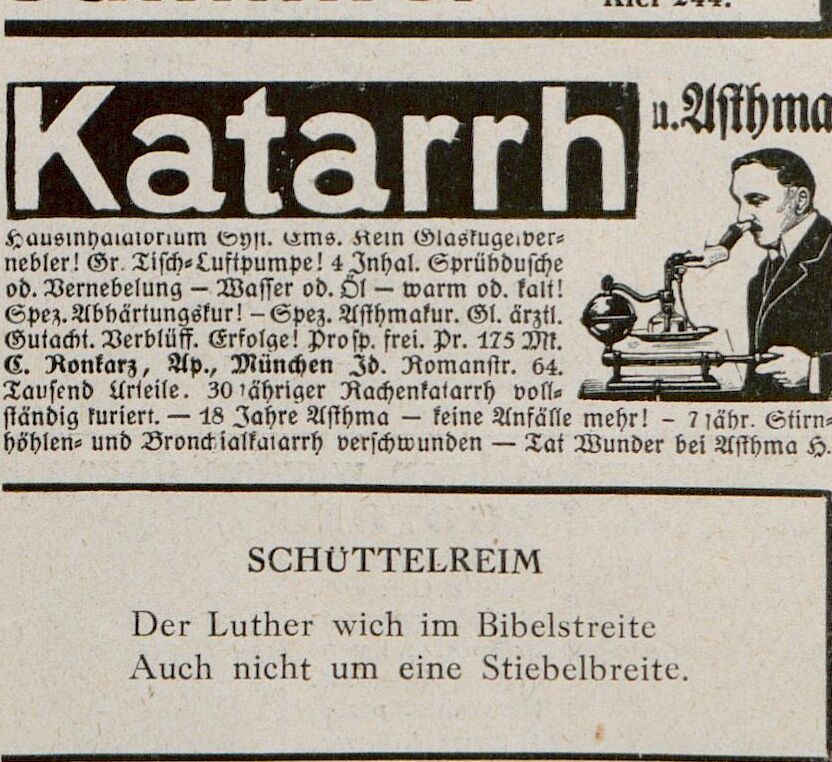 Kiel 244.
Katarrh u. Asthma
Hausinhalatorium Syst. Ems. Kein Glaskugelver-
nebler! Gr. Tisch-Luftpumpe! 4 Inhal. Sprühdusche
od. Vernebelung — Wasser od. Öl — warm od. kalt!
Spez. Abhärtungskur! — Spez. Asthmakur. Gl. ärztl.
Gutacht. Verblüff. Erfolge! Prosp. frei. Pr. 175 Mk.
C. Ronkarz, Ap., München Jd. Romanstr. 64.
Tausend Urteile. 30 jähriger Rachenkatarrh voll-
ständig kuriert. — 18 Jahre Asthma — keine Anfälle mehr! — 7 jähr. Stirn-
höhlen- und Bronchialkatarrh verschwunden — Tat Wunder bei Asthma H.
SCHÜTTELREIM
Der Luther wich im Bibelstreite
Auch nicht um eine Stiebelbreite.